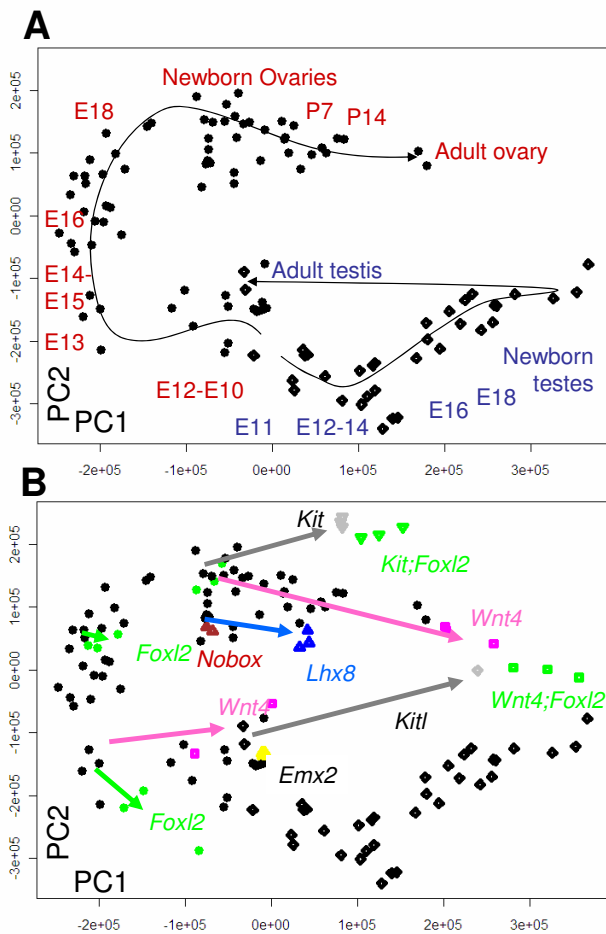 A
Newborn Ovaries
E18
P7
P14
Adult ovary
E16
Adult testis
E14-
E15
E13
Newborn
testes
E12-E10
E18
E16
E11
E12-14
PC2
PC1
2e+05
1e+05
0e+00
-1e+05
-2e+05
-3e+05
-2e+05 -1e+05 0e+00 1e+05 2e+05 3e+05
B
Kit
Kit;Foxl2
Wnt4
Foxl2
Nobox
Lhx8
Wnt4;Foxl2
Wnt4
Kitl
Emx2
Foxl2
PC2
PC1
2e+05
1e+05
0e+00
-1e+05
-2e+05
-3e+05
-2e+05 -1e+05 0e+00 1e+05 2e+05 3e+05